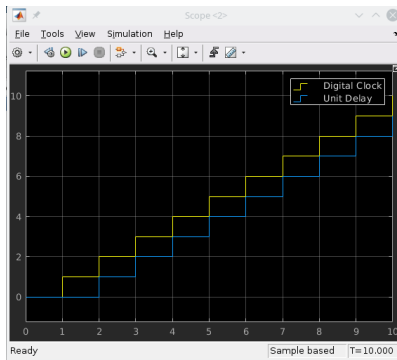 Scope <2>
File Tools View Simulation Help
Digital Clock
Unit Delay
10
8
6
4
2
0
0 1 2 3 4 5 6 7 8 9 10
Ready Sample based T=10.000